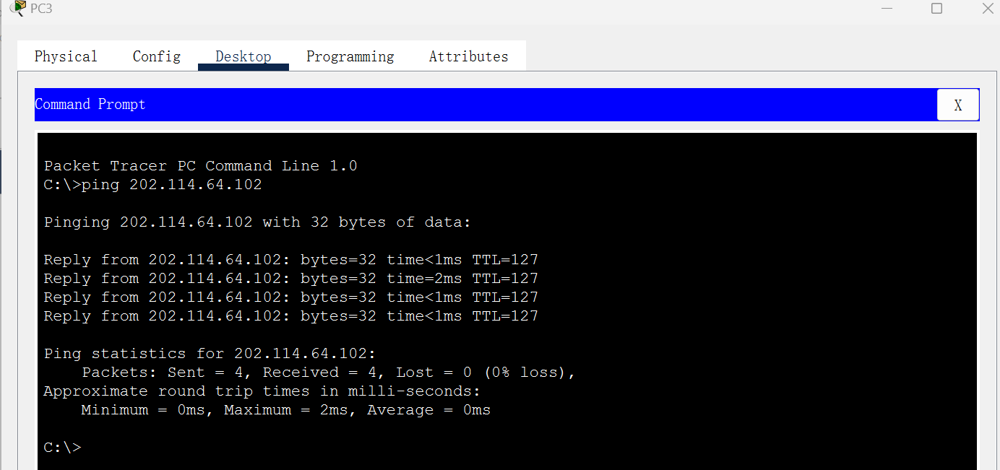 PC3
Physical Config Desktop Programming Attributes
Command Prompt
X
Packet Tracer PC Command Line 1.0
C:\>ping 202.114.64.102
Pinging 202.114.64.102 with 32 bytes of data:
Reply from 202.114.64.102: bytes=32 time<1ms TTL=127
Reply from 202.114.64.102: bytes=32 time=2ms TTL=127
Reply from 202.114.64.102: bytes=32 time<1ms TTL=127
Reply from 202.114.64.102: bytes=32 time<1ms TTL=127
Ping statistics for 202.114.64.102:
    Packets: Sent = 4, Received = 4, Lost = 0 (0% loss),
Approximate round trip times in milli-seconds:
    Minimum = 0ms, Maximum = 2ms, Average = 0ms
C:\>